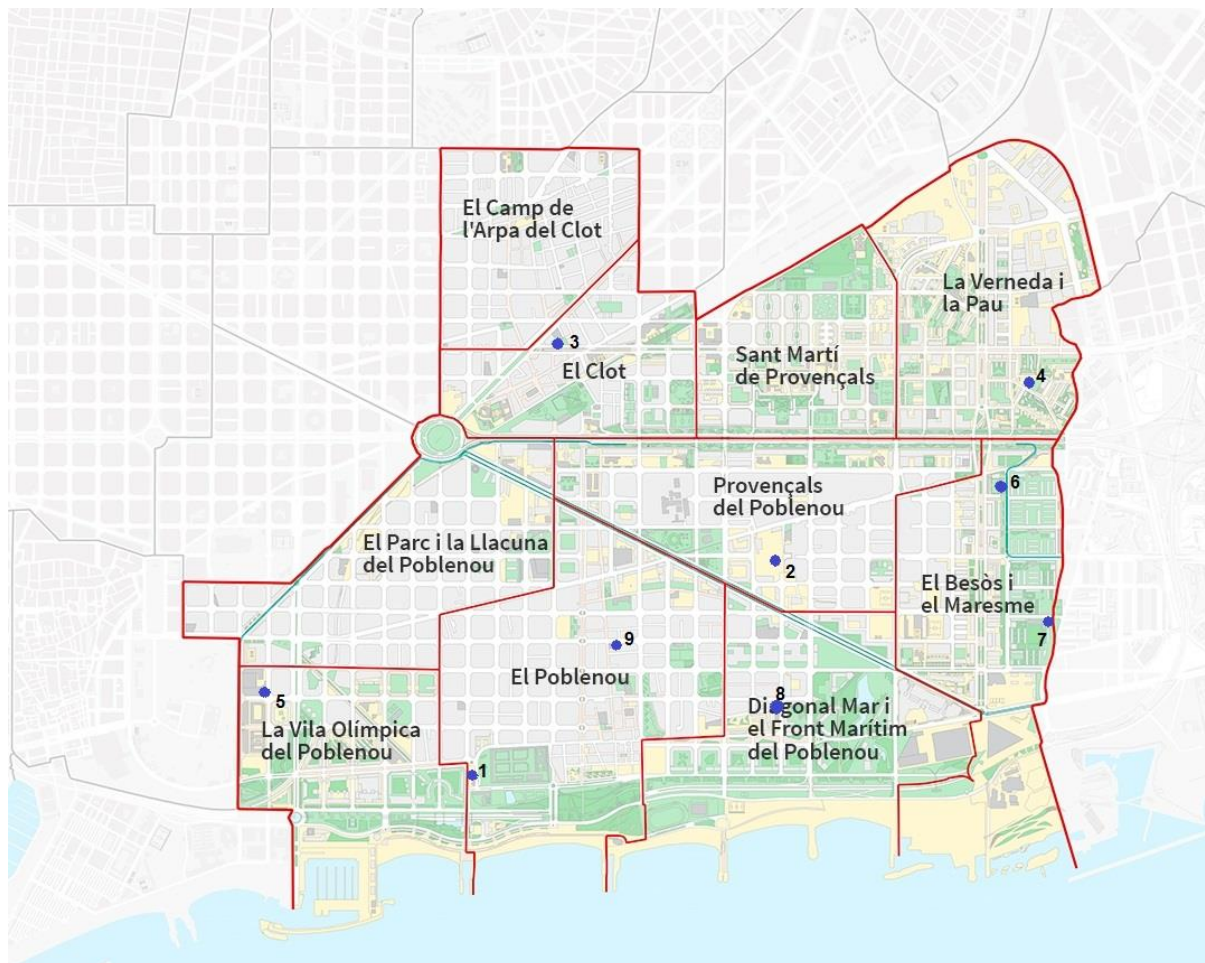 El Camp de
l'Arpa del Clot
La Verneda i
la Pau
3
El Clot
Sant Martí
de Provençals
4
Provençals
del Poblenou
6
El Parc i la Llacuna
del Poblenou
2
El Besòs i
el Maresme
7
9
El Poblenou
5
La Vila Olímpica
del Poblenou
8
Diagonal Mar i
el Front Marítim
del Poblenou
1